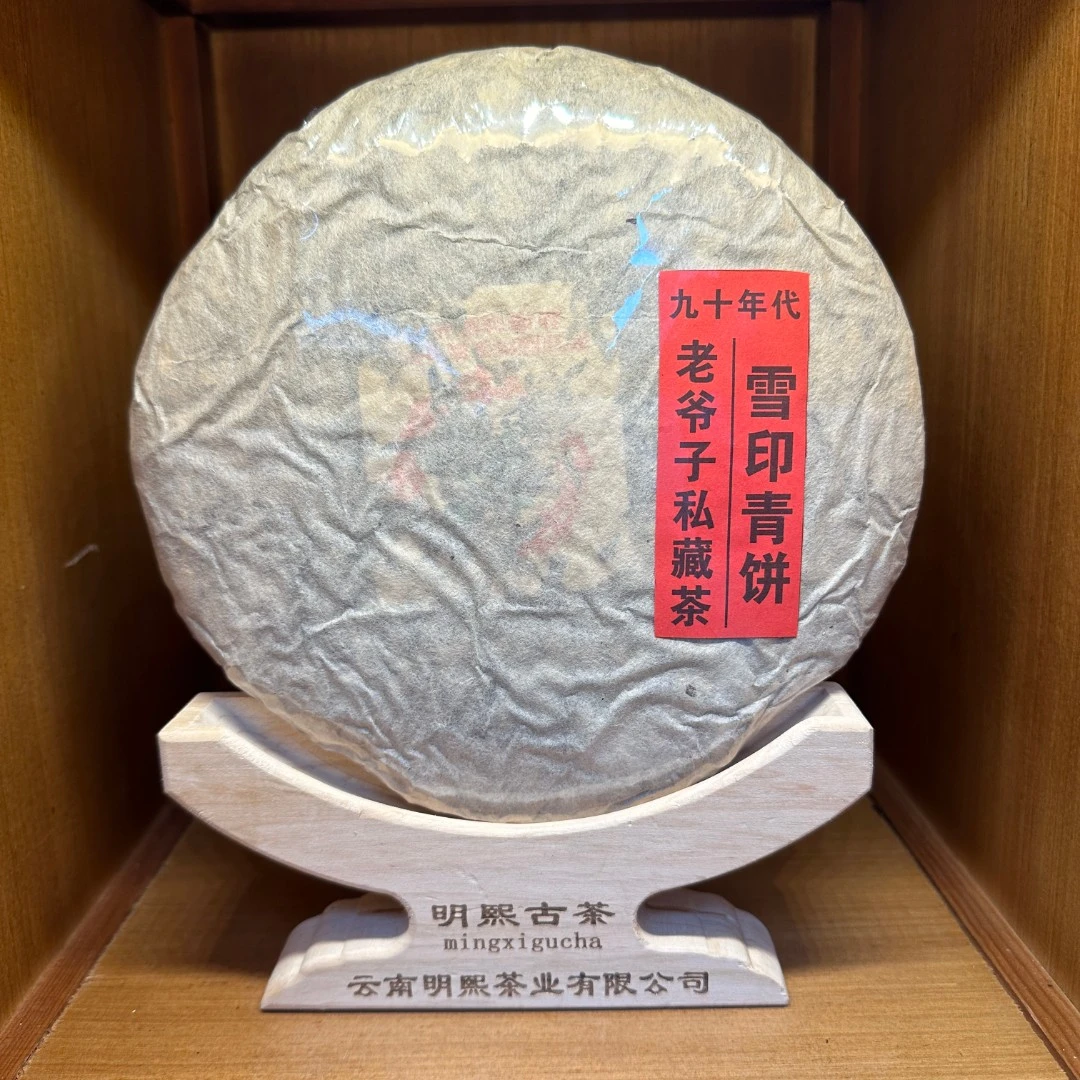 九十年代
雪印青饼
老爷子私藏茶
明熙古茶
mingxigucha
云南明熙茶业有限公司